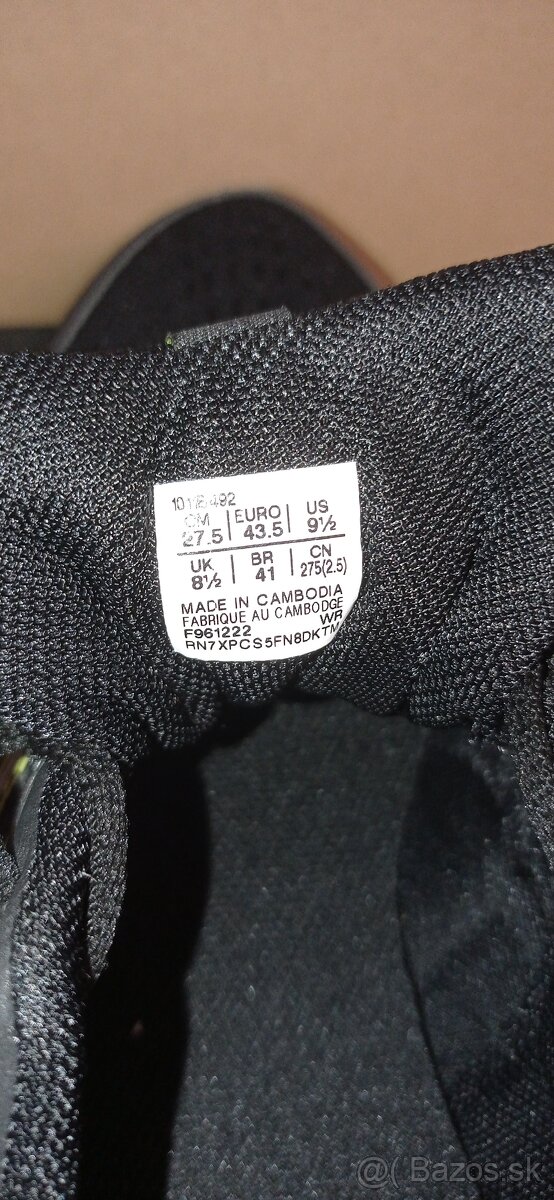 CM | EURO | US
27.5 | 43.5 | 9½
UK | BR | CN
8½ | 41 | 275(2.5)
MADE IN CAMBODIA
FABRIQUE AU CAMBODGE
F961222 WR
RN7XPCS5FN8DKTM
Bazos.sk